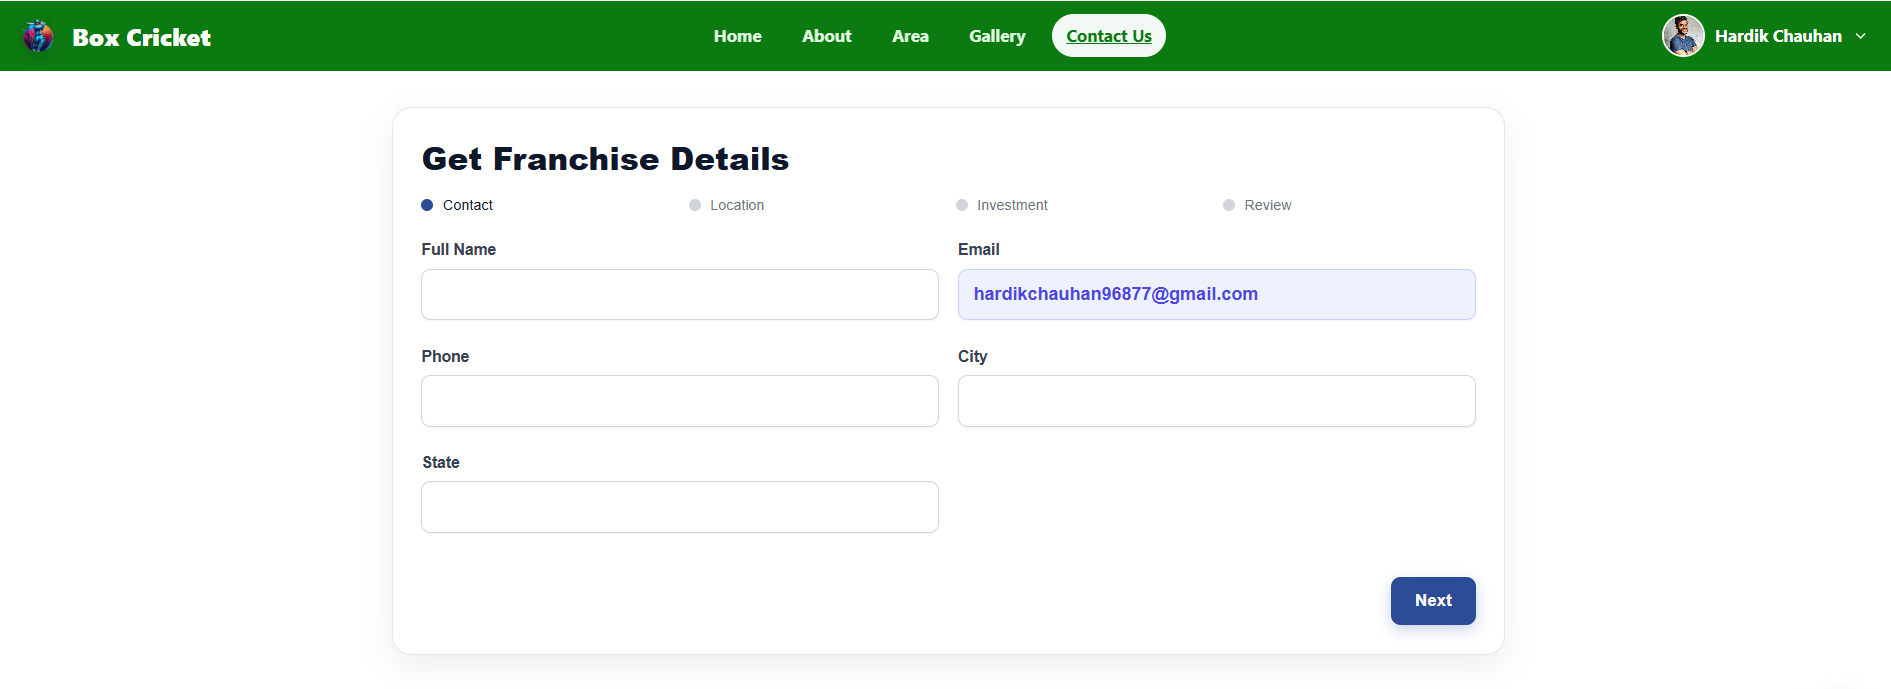 Box Cricket
Home About Area Gallery Contact Us
Hardik Chauhan
Get Franchise Details
Contact Location Investment Review
Full Name
Email
hardikchauhan96877@gmail.com
Phone
City
State
Next